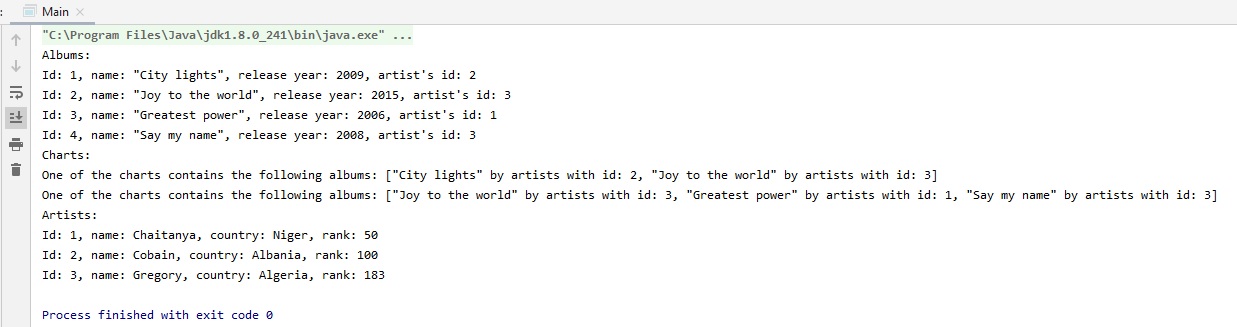 Main
"C:\Program Files\Java\jdk1.8.0_241\bin\java.exe" ...
Albums:
Id: 1, name: "City lights", release year: 2009, artist's id: 2
Id: 2, name: "Joy to the world", release year: 2015, artist's id: 3
Id: 3, name: "Greatest power", release year: 2006, artist's id: 1
Id: 4, name: "Say my name", release year: 2008, artist's id: 3
Charts:
One of the charts contains the following albums: ["City lights" by artists with id: 2, "Joy to the world" by artists with id: 3]
One of the charts contains the following albums: ["Joy to the world" by artists with id: 3, "Greatest power" by artists with id: 1, "Say my name" by artists with id: 3]
Artists:
Id: 1, name: Chaitanya, country: Niger, rank: 50
Id: 2, name: Cobain, country: Albania, rank: 100
Id: 3, name: Gregory, country: Algeria, rank: 183
Process finished with exit code 0